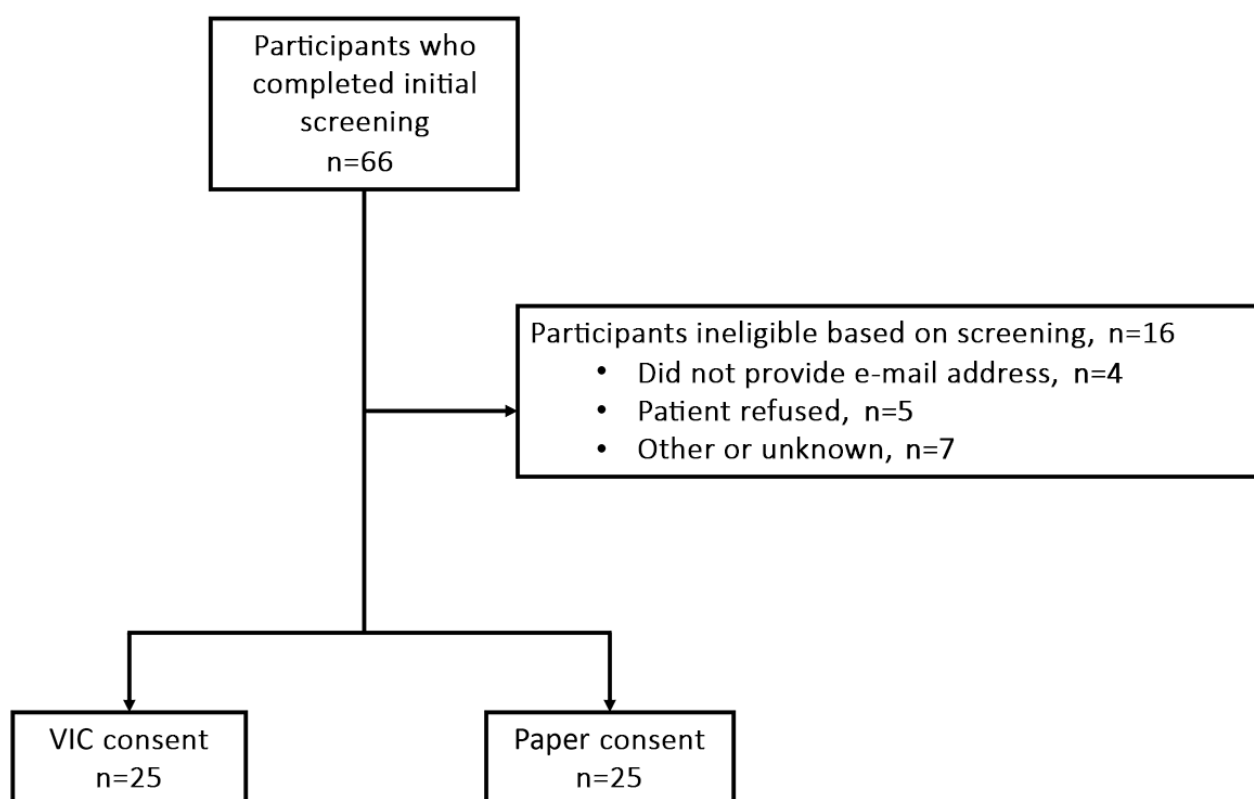 Participants who
completed initial
screening
n=66
Participants ineligible based on screening, n=16
• Did not provide e-mail address, n=4
• Patient refused, n=5
• Other or unknown, n=7
VIC consent
n=25
Paper consent
n=25